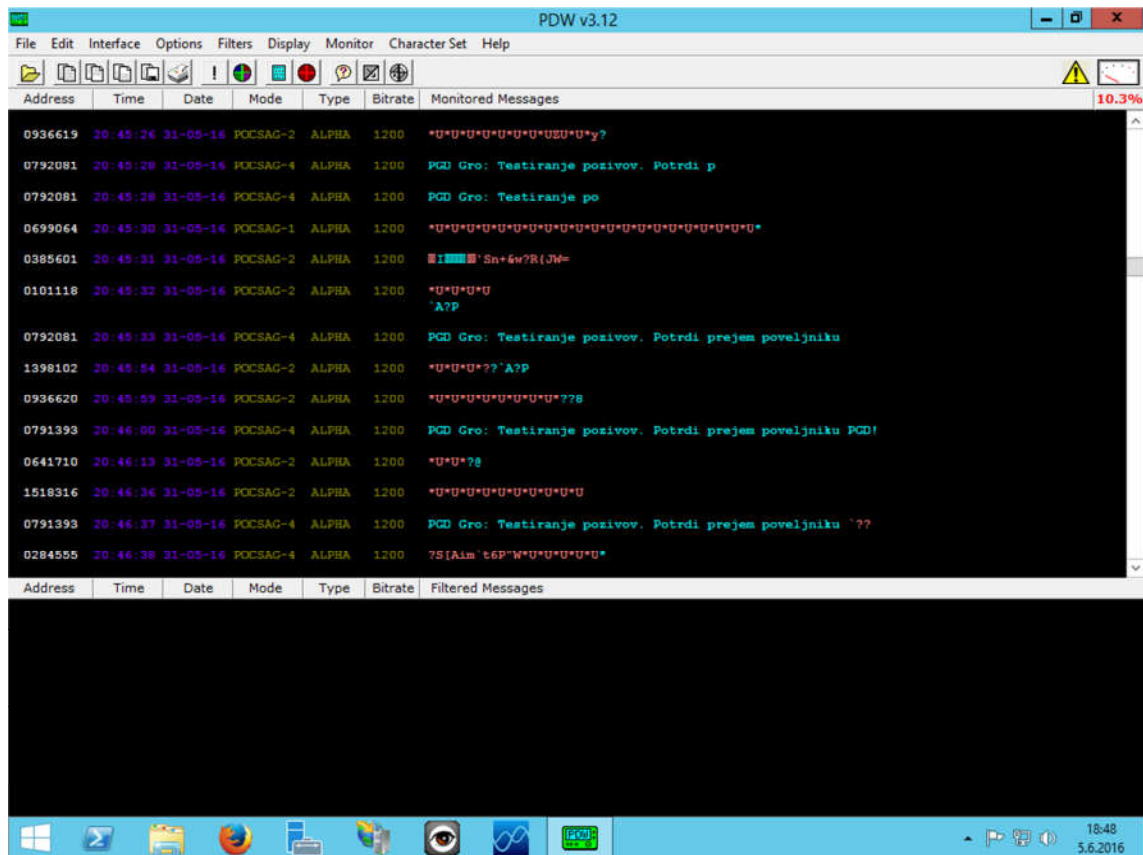 PDW v3.12
File Edit Interface Options Filters Display Monitor Character Set Help
Address Time Date Mode Type Bitrate Monitored Messages 10.3%
0936619 20:45:26 31-05-16 POCSAG-2 ALPHA 1200 *U*U*U*U*U*U*U*UZU*U*y?
0792081 20:45:28 31-05-16 POCSAG-4 ALPHA 1200 PGD Gro: Testiranje pozivov. Potrdi p
0792081 20:45:28 31-05-16 POCSAG-4 ALPHA 1200 PGD Gro: Testiranje po
0699064 20:45:30 31-05-16 POCSAG-1 ALPHA 1200 *U*U*U*U*U*U*U*U*U*U*U*U*U*U*U*U*U*U*U*U*
0385601 20:45:31 31-05-16 POCSAG-2 ALPHA 1200 'Sn+&w?R(JW=
0101118 20:45:32 31-05-16 POCSAG-2 ALPHA 1200 *U*U*U*U
`A?P
0792081 20:45:33 31-05-16 POCSAG-4 ALPHA 1200 PGD Gro: Testiranje pozivov. Potrdi prejem poveljniku
1398102 20:45:54 31-05-16 POCSAG-2 ALPHA 1200 *U*U*U*??`A?P
0936620 20:45:59 31-05-16 POCSAG-2 ALPHA 1200 *U*U*U*U*U*U*U*U*??8
0791393 20:46:00 31-05-16 POCSAG-4 ALPHA 1200 PGD Gro: Testiranje pozivov. Potrdi prejem poveljniku PGD!
0641710 20:46:13 31-05-16 POCSAG-2 ALPHA 1200 *U*U*?@
1518316 20:46:36 31-05-16 POCSAG-2 ALPHA 1200 *U*U*U*U*U*U*U*U*U*U
0791393 20:46:37 31-05-16 POCSAG-4 ALPHA 1200 PGD Gro: Testiranje pozivov. Potrdi prejem poveljniku `??
0284555 20:46:38 31-05-16 POCSAG-4 ALPHA 1200 ?S[Aim`t6P"W*U*U*U*U*U*
Address Time Date Mode Type Bitrate Filtered Messages
PDW
18:48
5.6.2016